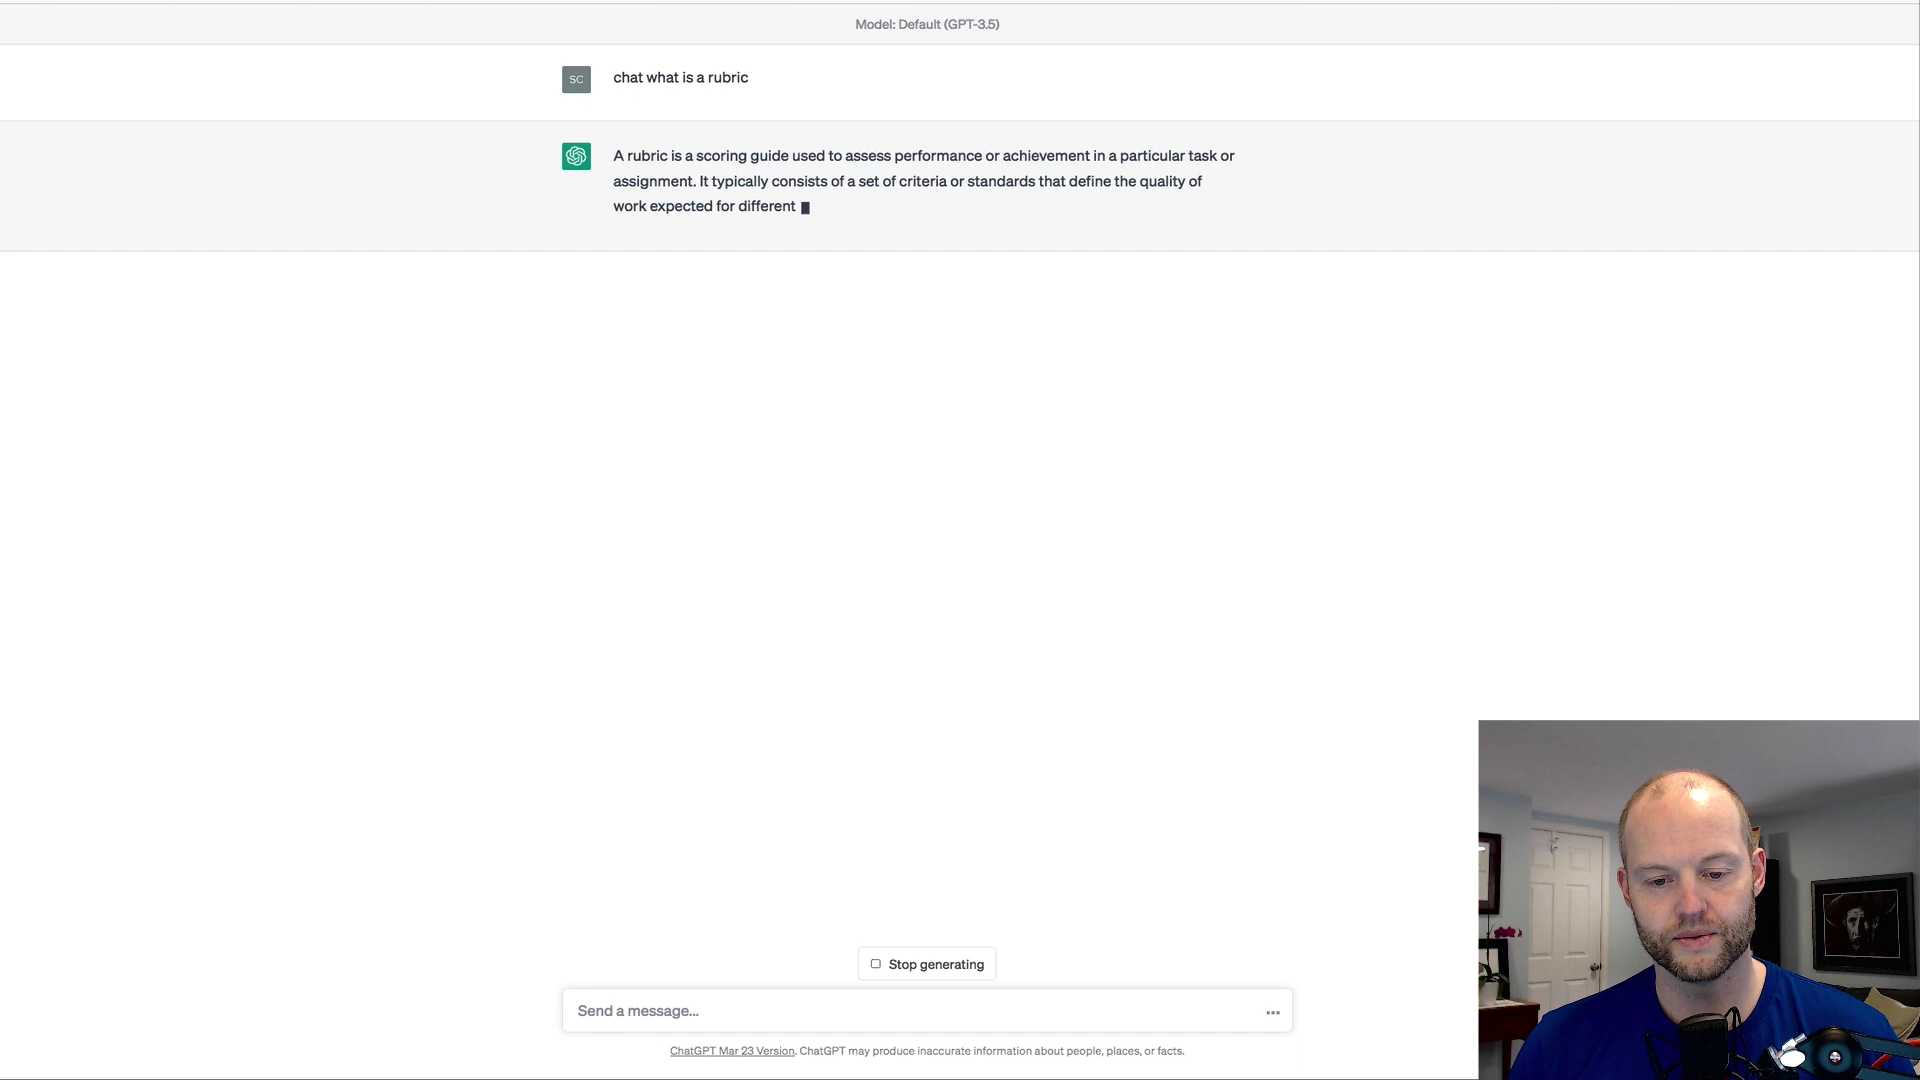 Model: Default (GPT-3.5)
SC
chat what is a rubric
A rubric is a scoring guide used to assess performance or achievement in a particular task or
assignment. It typically consists of a set of criteria or standards that define the quality of
work expected for different
Stop generating
Send a message...
ChatGPT Mar 23 Version. ChatGPT may produce inaccurate information about people, places, or facts.